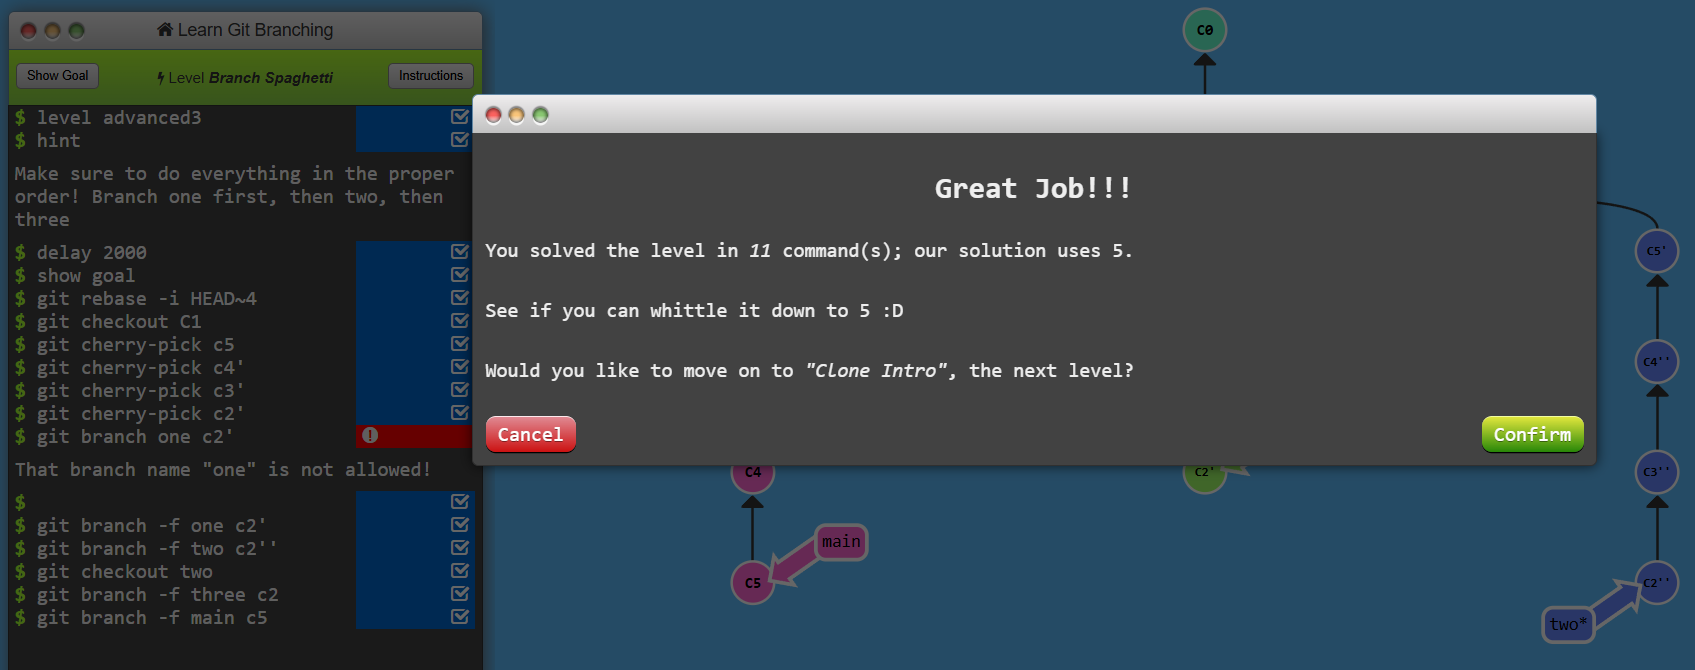 Learn Git Branching
Show Goal
Level Branch Spaghetti
Instructions
$ level advanced3
$ hint
Make sure to do everything in the proper
order! Branch one first, then two, then
three
$ delay 2000
$ show goal
$ git rebase -i HEAD~4
$ git checkout C1
$ git cherry-pick c5
$ git cherry-pick c4'
$ git cherry-pick c3'
$ git cherry-pick c2'
$ git branch one c2'
That branch name "one" is not allowed!
$
$ git branch -f one c2'
$ git branch -f two c2''
$ git checkout two
$ git branch -f three c2
$ git branch -f main c5
Great Job!!!
You solved the level in 11 command(s); our solution uses 5.
See if you can whittle it down to 5 :D
Would you like to move on to "Clone Intro", the next level?
Cancel
Confirm
C0
C5'
C4''
C4
C2'
C3''
main
C5
C2''
two*